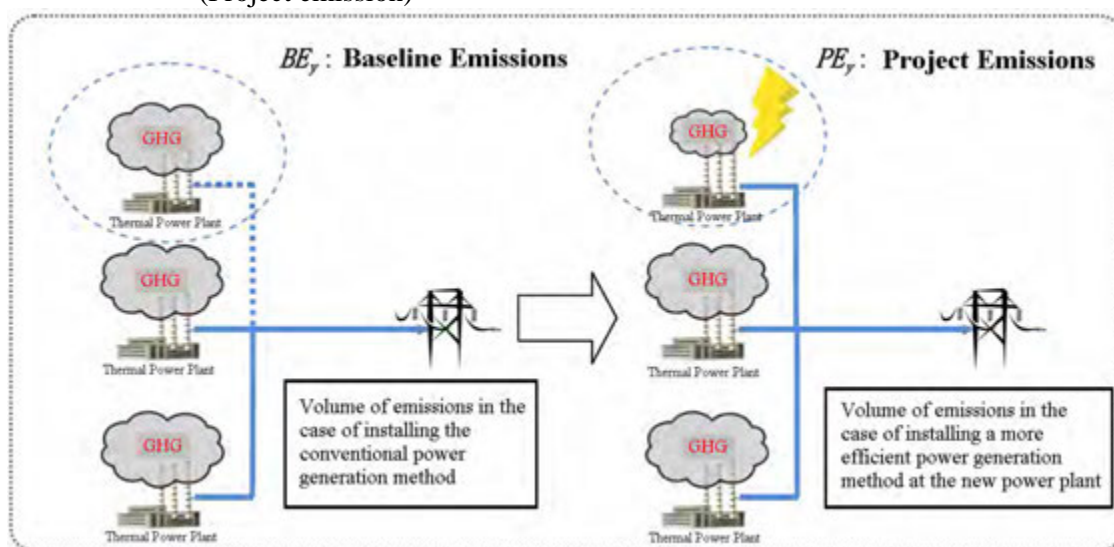 (Project emission)
BEy : Baseline Emissions
PEy : Project Emissions
GHG
Thermal Power Plant
GHG
Thermal Power Plant
GHG
Thermal Power Plant
Volume of emissions in the
case of installing the
conventional power
generation method
GHG
Thermal Power Plant
GHG
Thermal Power Plant
GHG
Thermal Power Plant
Volume of emissions in the
case of installing a more
efficient power generation
method at the new power plant